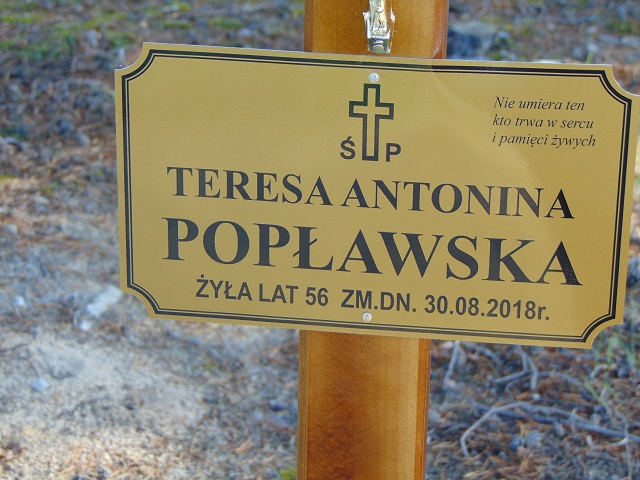 Nie umiera ten
kto trwa w sercu
i pamięci żywych
Ś P
TERESA ANTONINA
POPŁAWSKA
ŻYŁA LAT 56 ZM.DN. 30.08.2018r.